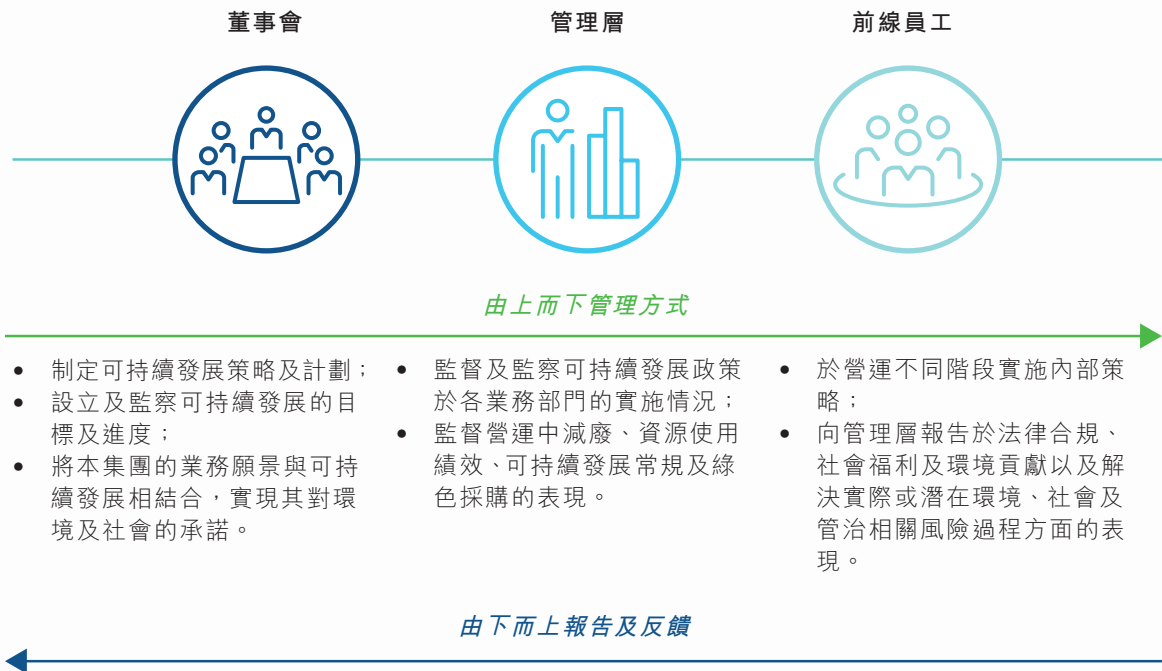 董事會
管理層
前線員工
由上而下管理方式
• 制定可持續發展策略及計劃；
• 設立及監察可持續發展的目
標及進度；
• 將本集團的業務願景與可持
續發展相結合，實現其對環
境及社會的承諾。
• 監督及監察可持續發展政策
於各業務部門的實施情況；
• 監督營運中減廢、資源使用
績效、可持續發展常規及綠
色採購的表現。
• 於營運不同階段實施內部策
略；
• 向管理層報告於法律合規、
社會福利及環境貢獻以及解
決實際或潛在環境、社會及
管治相關風險過程方面的表
現。
由下而上報告及反饋